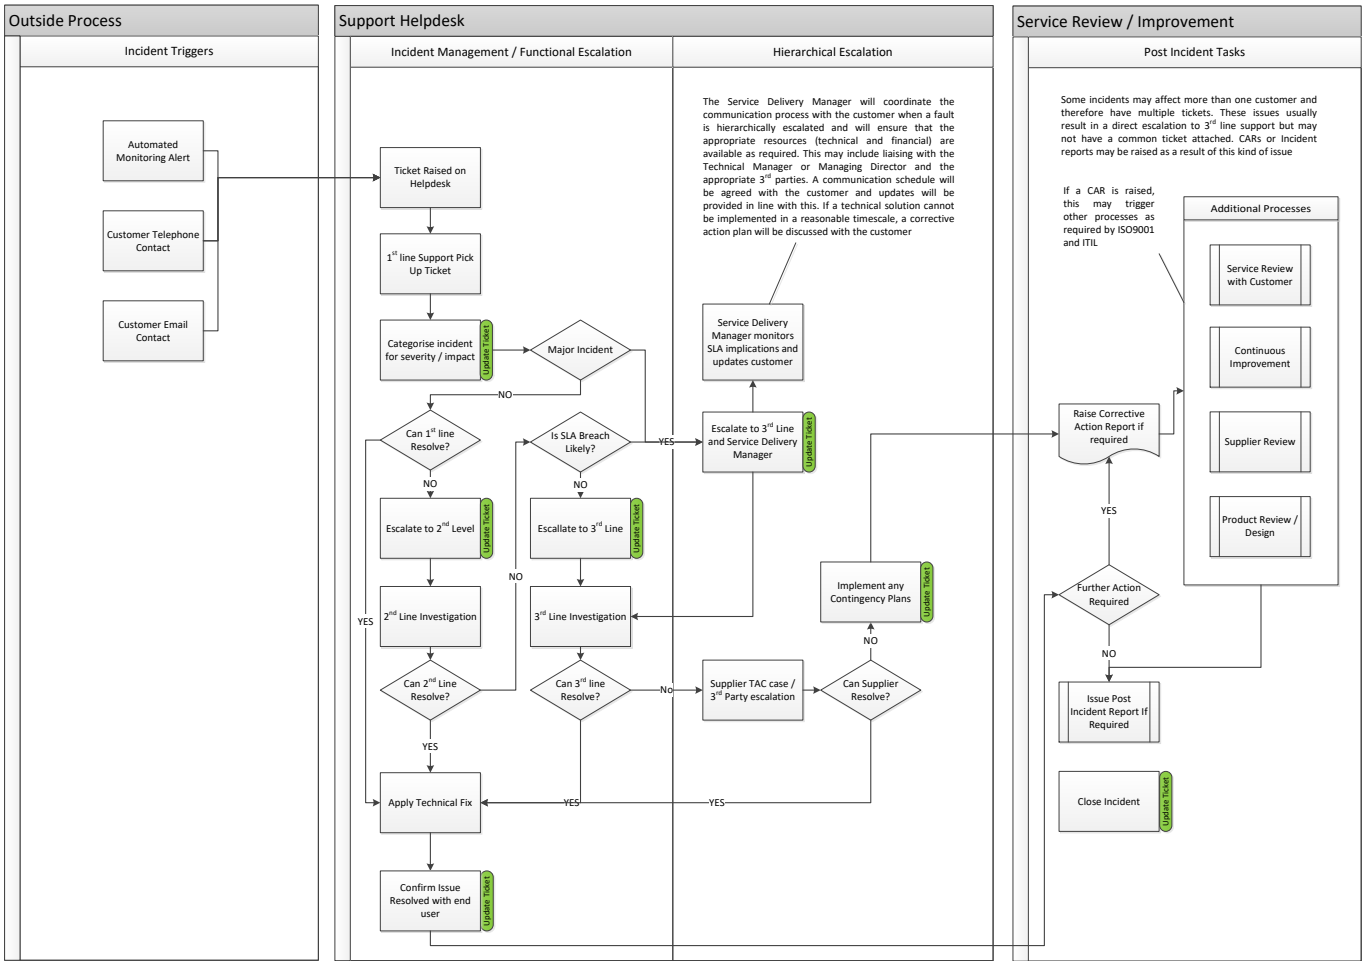 Outside Process
Incident Triggers
Automated
Monitoring Alert
Customer Telephone
Contact
Customer Email
Contact
Support Helpdesk
Incident Management / Functional Escalation
Ticket Raised on
Helpdesk
1st line Support Pick
Up Ticket
Categorise incident
for severity / impact
Update Ticket
Major Incident
NO
Can 1st line
Resolve?
Is SLA Breach
Likely?
YES
NO
NO
Escalate to 2nd Level
Update Ticket
Escallate to 3rd Line
Update Ticket
NO
2nd Line Investigation
3rd Line Investigation
YES
Can 2nd Line
Resolve?
Can 3rd line
Resolve?
No
YES
Apply Technical Fix
YES
YES
Confirm Issue
Resolved with end
user
Update Ticket
Hierarchical Escalation
The Service Delivery Manager will coordinate the
communication process with the customer when a fault
is hierarchically escalated and will ensure that the
appropriate resources (technical and financial) are
available as required. This may include liaising with the
Technical Manager or Managing Director and the
appropriate 3rd parties. A communication schedule will
be agreed with the customer and updates will be
provided in line with this. If a technical solution cannot
be implemented in a reasonable timescale, a corrective
action plan will be discussed with the customer
Service Delivery
Manager monitors
SLA implications and
updates customer
Escalate to 3rd Line
and Service Delivery
Manager
Update Ticket
Implement any
Contingency Plans
Update Ticket
NO
Supplier TAC case /
3rd Party escalation
Can Supplier
Resolve?
Service Review / Improvement
Post Incident Tasks
Some incidents may affect more than one customer and
therefore have multiple tickets. These issues usually
result in a direct escalation to 3rd line support but may
not have a common ticket attached. CARs or Incident
reports may be raised as a result of this kind of issue
If a CAR is raised,
this may trigger
other processes as
required by ISO9001
and ITIL
Additional Processes
Service Review
with Customer
Continuous
Improvement
Supplier Review
Product Review /
Design
Raise Corrective
Action Report if
required
YES
Further Action
Required
NO
Issue Post
Incident Report If
Required
Close Incident
Update Ticket